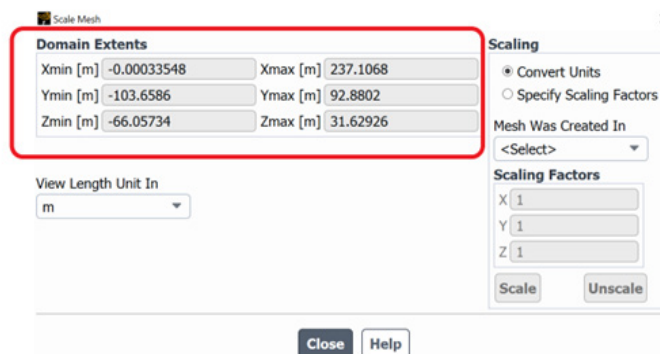 Scale Mesh
Domain Extents
Xmin [m] -0.00033548 Xmax [m] 237.1068
Ymin [m] -103.6586 Ymax [m] 92.8802
Zmin [m] -66.05734 Zmax [m] 31.62926
View Length Unit In
m
Scaling
Convert Units
Specify Scaling Factors
Mesh Was Created In
<Select>
Scaling Factors
X 1
Y 1
Z 1
Scale Unscale
Close Help